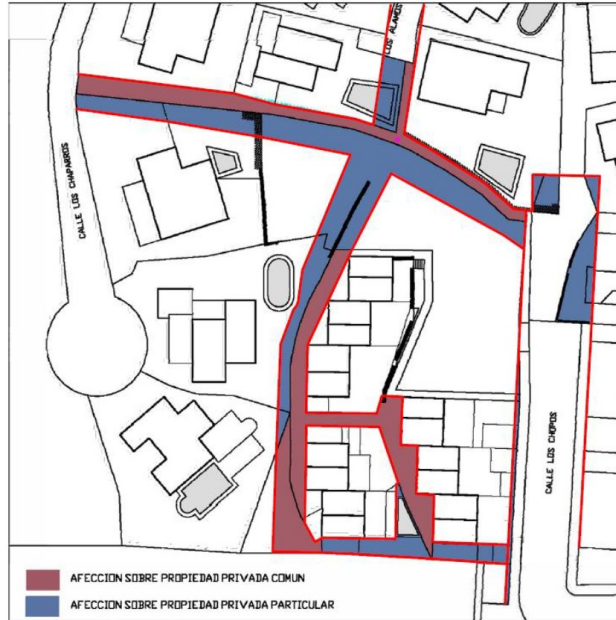 LOS ALAMOS
CALLE LOS CHAPARROS
CALLE LOS CHOPOS
AFECCION SOBRE PROPIEDAD PRIVADA COMUN
AFECCION SOBRE PROPIEDAD PRIVADA PARTICULAR